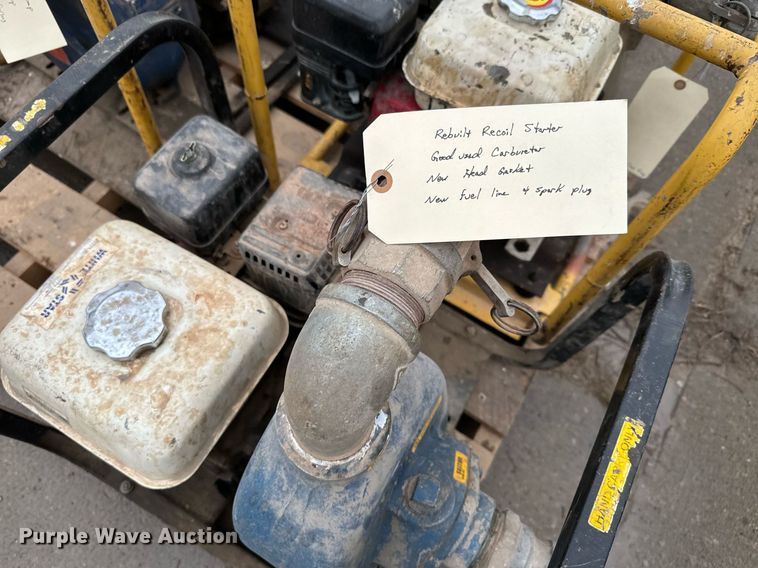 Rebuilt Recoil Starter
Good used Carburetor
New Head Gasket
New Fuel line & spark plug
WHITE
STAR
Purple Wave Auction